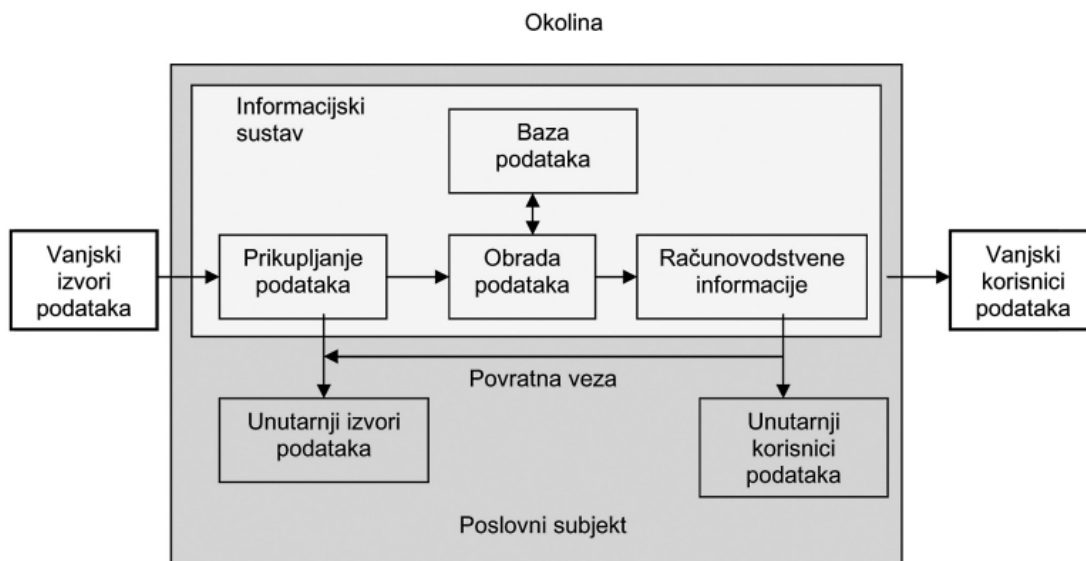 Okolina
Informacijski
sustav
Baza
podataka
Vanjski
izvori
podataka
Prikupljanje
podataka
Obrada
podataka
Računovodstvene
informacije
Vanjski
korisnici
podataka
Povratna veza
Unutarnji izvori
podataka
Unutarnji
korisnici
podataka
Poslovni subjekt